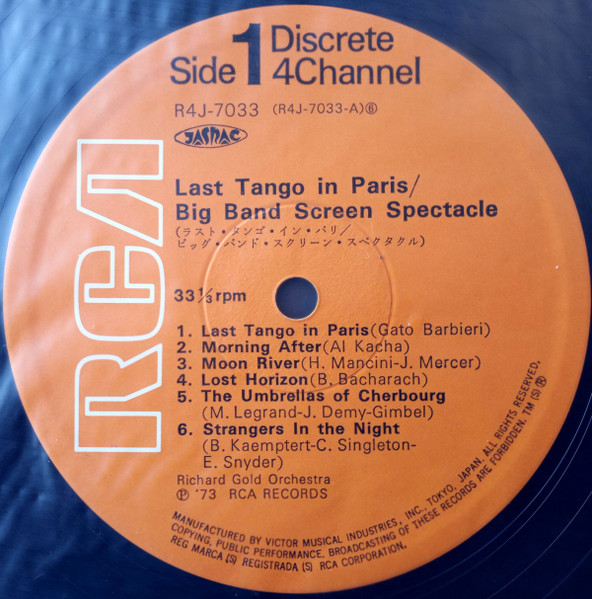 Side 1 Discrete
4Channel
R4J-7033 (R4J-7033-A)⑥
JASRAC
RCA
Last Tango in Paris/
Big Band Screen Spectacle
(ラスト・タンゴ・イン・パリ/
ビッグ・バンド・スクリーン・スペクタクル)
33⅓rpm
1. Last Tango in Paris(Gato Barbieri)
2. Morning After(Al Kacha)
3. Moon River(H. Mancini-J. Mercer)
4. Lost Horizon(B. Bacharach)
5. The Umbrellas of Cherbourg
(M. Legrand-J. Demy-Gimbel)
6. Strangers In the Night
(B. Kaemptert-C. Singleton-
E. Snyder)
Richard Gold Orchestra
Ⓟ '73 RCA RECORDS
MANUFACTURED BY VICTOR MUSICAL INDUSTRIES, INC., TOKYO, JAPAN. ALL RIGHTS RESERVED.
COPYING, PUBLIC PERFORMANCE, BROADCASTING OF THESE RECORDS ARE FORBIDDEN. TM (S) Ⓡ
REG MARCA (S) REGISTRADA (S) RCA CORPORATION.